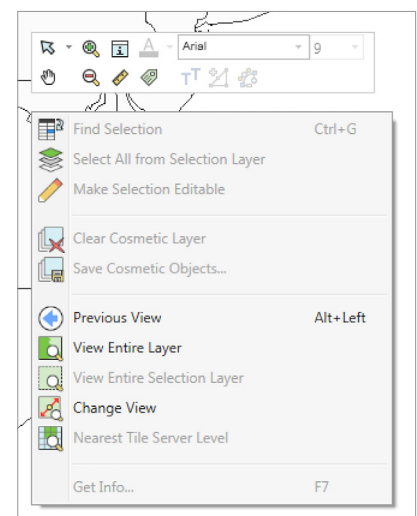 Arial 9
Find Selection Ctrl+G
Select All from Selection Layer
Make Selection Editable
Clear Cosmetic Layer
Save Cosmetic Objects...
Previous View Alt+Left
View Entire Layer
View Entire Selection Layer
Change View
Nearest Tile Server Level
Get Info... F7